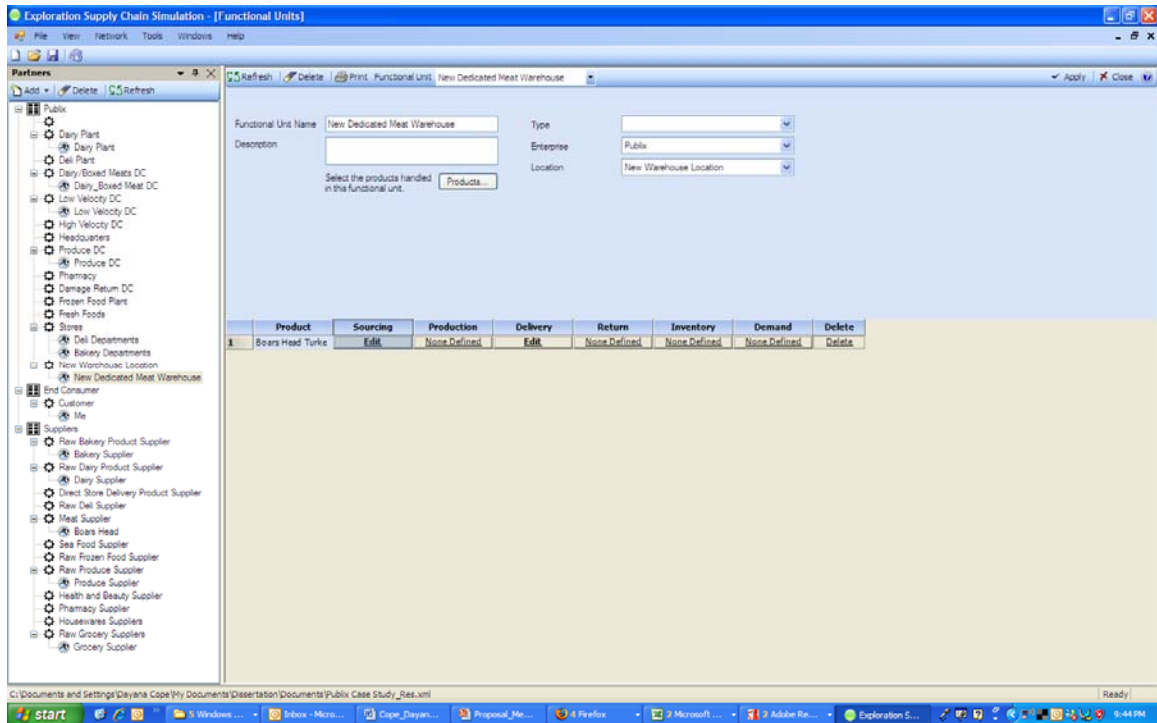 Exploration Supply Chain Simulation - [Functional Units]
File View Network Tools Windows Help
Partners
Add Delete Refresh
Refresh Delete Print Functional Unit New Dedicated Meat Warehouse Apply Close
Publix
Dairy Plant
Dairy Plant
Deli Plant
Dairy/Boxed Meats DC
Dairy_Boxed Meat DC
Low Velocity DC
Low Velocity DC
High Velocity DC
Headquarters
Produce DC
Produce DC
Pharmacy
Damage Return DC
Frozen Food Plant
Fresh Foods
Stores
Deli Departments
Bakery Departments
New Warehouse Location
New Dedicated Meat Warehouse
End Consumer
Customer
Me
Suppliers
Raw Bakery Product Supplier
Bakery Supplier
Raw Dairy Product Supplier
Dairy Supplier
Direct Store Delivery Product Supplier
Raw Deli Supplier
Meat Supplier
Boars Head
Sea Food Supplier
Raw Frozen Food Supplier
Raw Produce Supplier
Produce Supplier
Health and Beauty Supplier
Pharmacy Supplier
Housewares Suppliers
Raw Grocery Suppliers
Grocery Supplier
Functional Unit Name New Dedicated Meat Warehouse
Description
Select the products handled
in this functional unit.
Products...
Type
Enterprise Publix
Location New Warehouse Location
Product Sourcing Production Delivery Return Inventory Demand Delete
1 Boars Head Turke Edit None Defined Edit None Defined None Defined None Defined Delete
C:\Documents and Settings\Dayana Cope\My Documents\Dissertation\Documents\Publix Case Study_Res.xml Ready
start 5 Windows ... Inbox - Micro... Cope_Dayan... Proposal_Me... 4 Firefox 2 Microsoft ... 2 Adobe Re... Exploration S... 9:44 PM